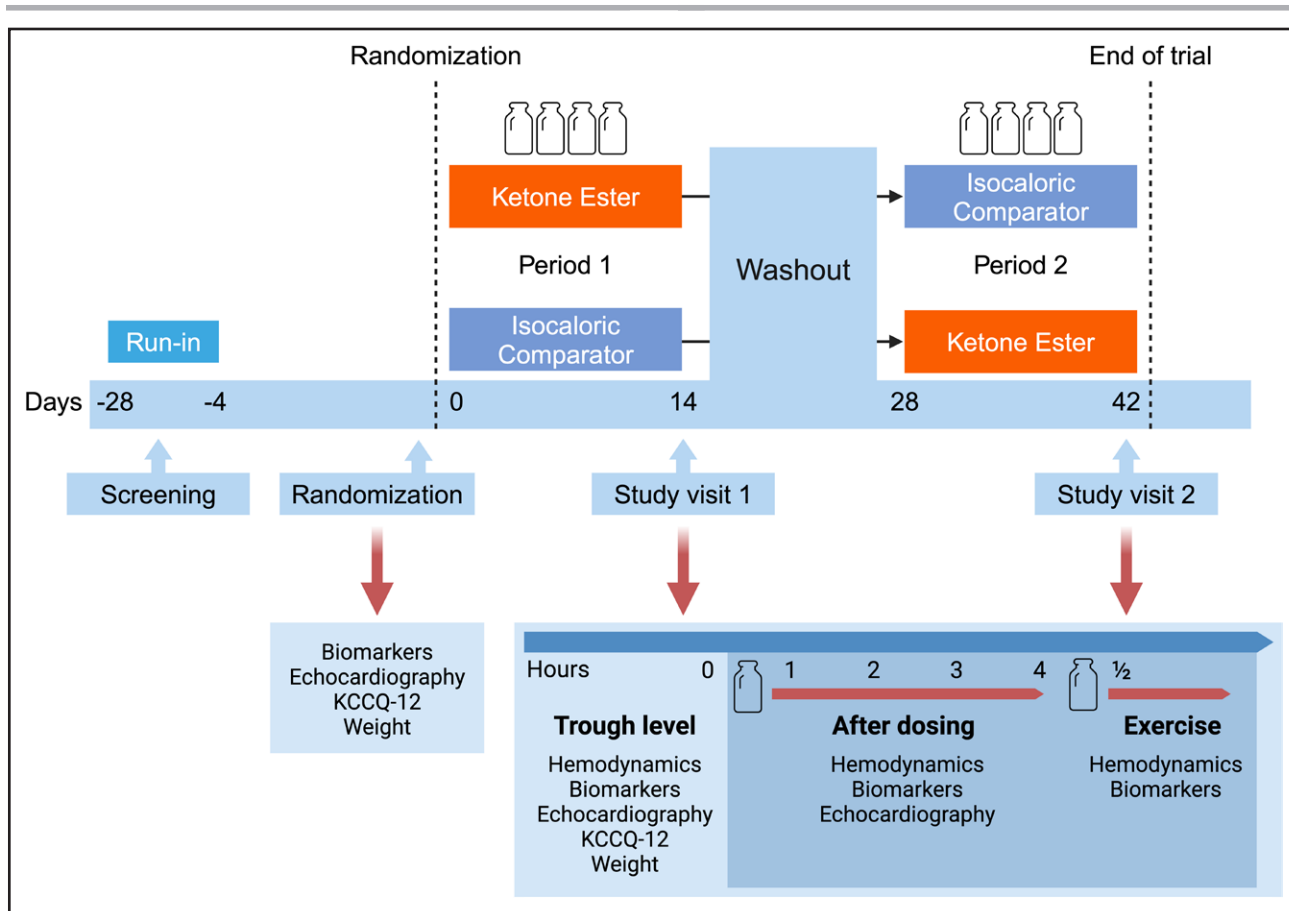 Randomization
End of trial
Ketone Ester
Isocaloric
Comparator
Period 1
Washout
Period 2
Run-in
Isocaloric
Comparator
Ketone Ester
Days
-28
-4
0
14
28
42
Screening
Randomization
Study visit 1
Study visit 2
Biomarkers
Echocardiography
KCCQ-12
Weight
Hours
0
1
2
3
4
½
Trough level
Hemodynamics
Biomarkers
Echocardiography
KCCQ-12
Weight
After dosing
Hemodynamics
Biomarkers
Echocardiography
Exercise
Hemodynamics
Biomarkers